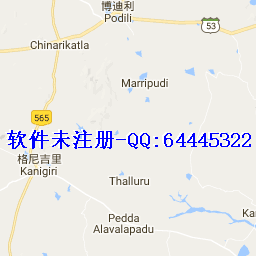 博迪利
Podili
53
Chinarikatla
Marripudi
565
软件未注册-QQ:64445322
格尼吉里
Kanigiri
Thalluru
Pedda
Alavalapadu
Ka